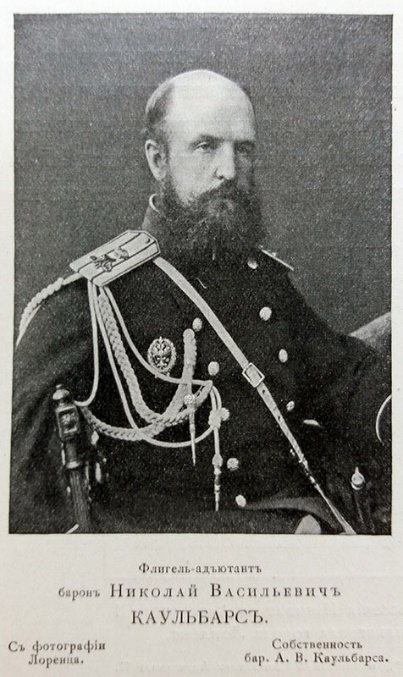 Флигель-адъютантъ
баронъ Николай Васильевичъ
КАУЛЬБАРСЪ.
Съ фотографіи
Лоренца.
Собственность
бар. А. В. Каульбарса.